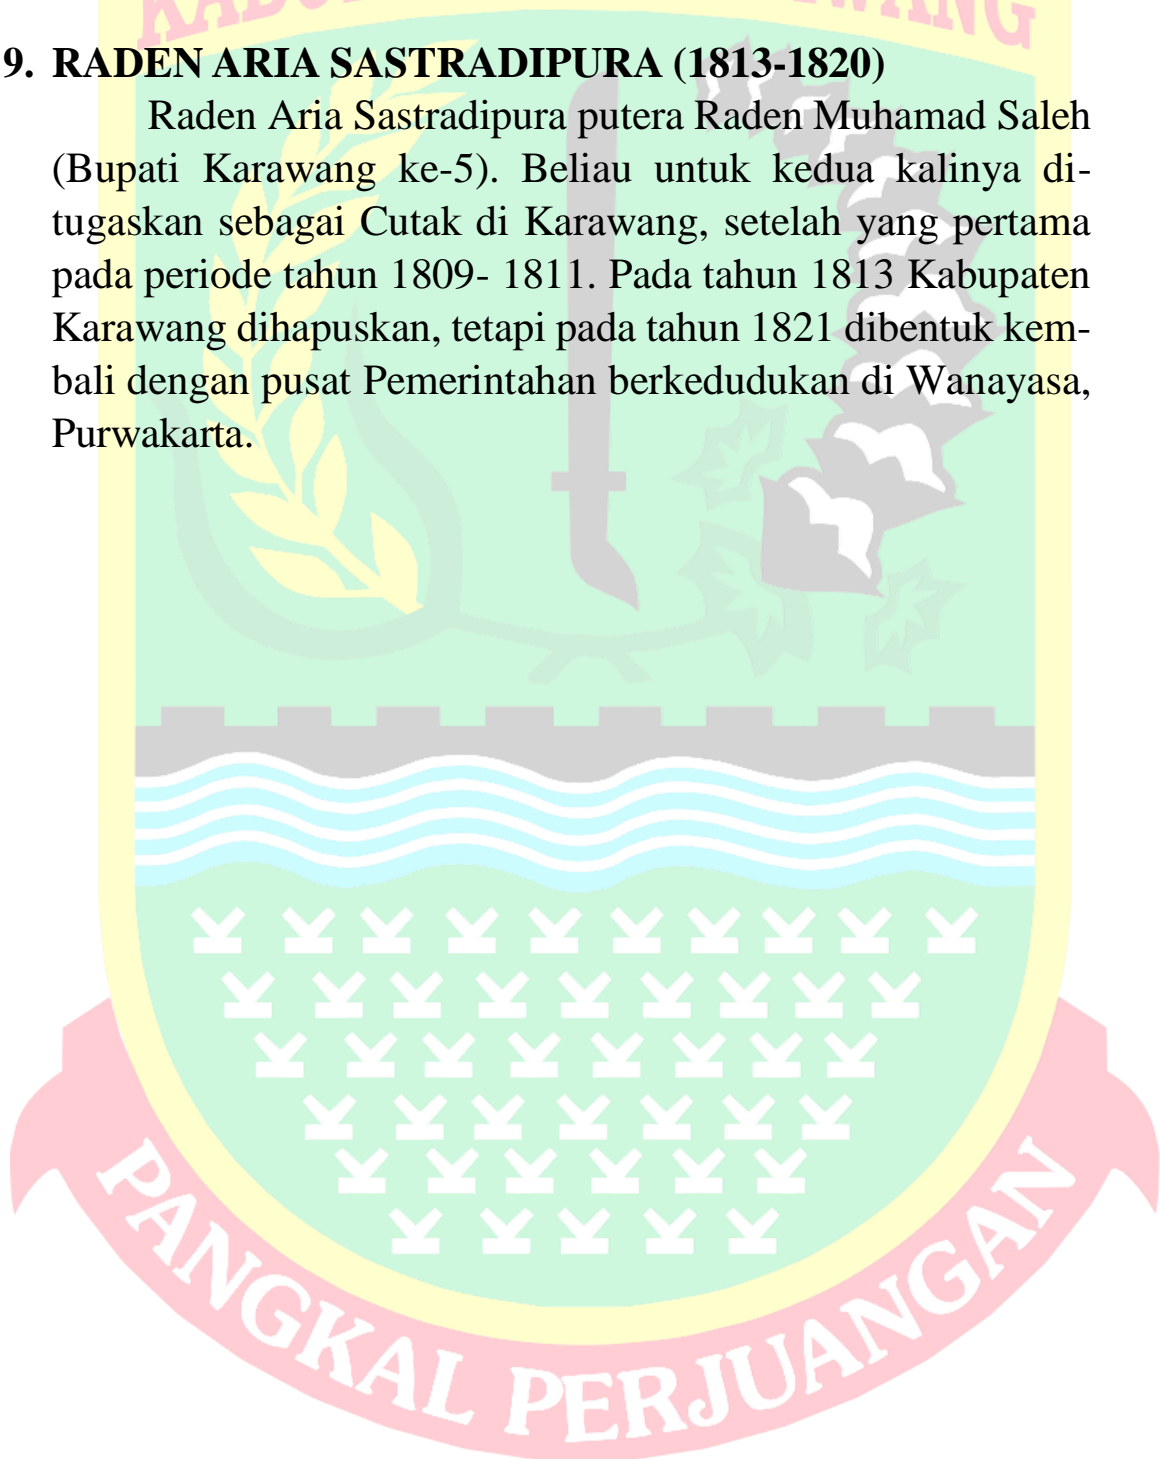 9. RADEN ARIA SASTRADIPURA (1813-1820)
Raden Aria Sastradipura putera Raden Muhamad Saleh
(Bupati Karawang ke-5). Beliau untuk kedua kalinya di-
tugaskan sebagai Cutak di Karawang, setelah yang pertama
pada periode tahun 1809- 1811. Pada tahun 1813 Kabupaten
Karawang dihapuskan, tetapi pada tahun 1821 dibentuk kem-
bali dengan pusat Pemerintahan berkedudukan di Wanayasa,
Purwakarta.
PANGKAL PERJUANGAN